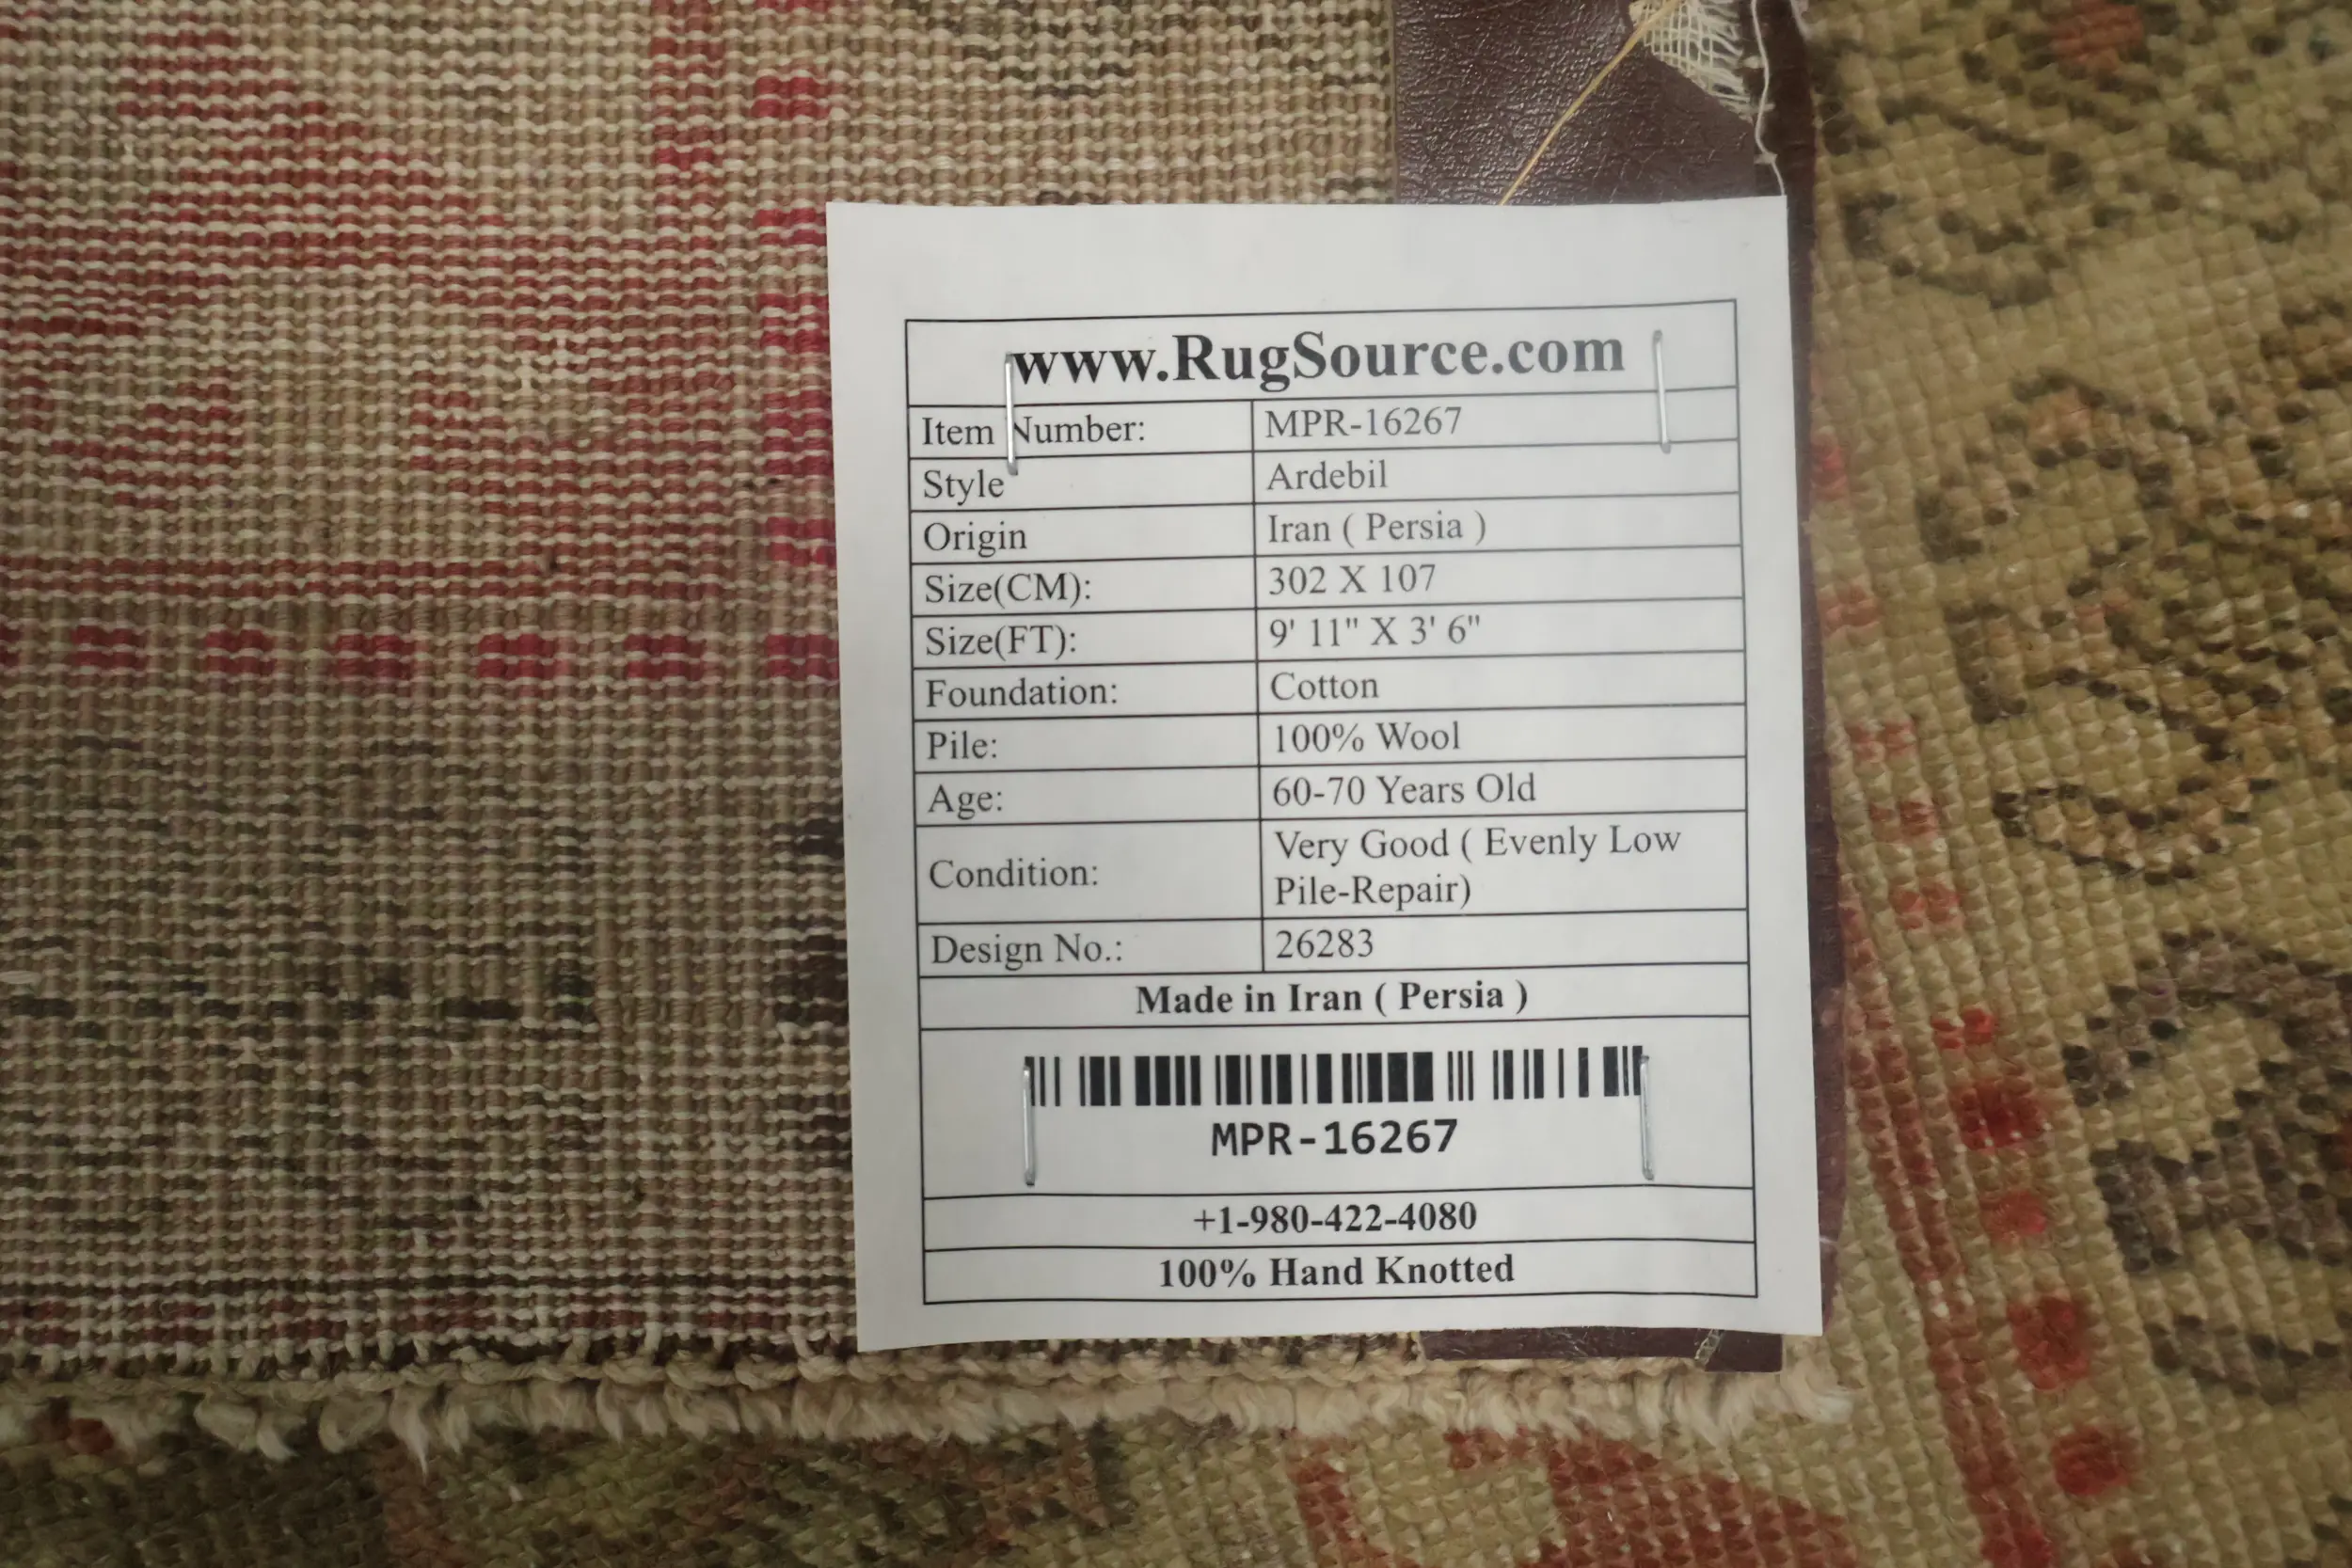 www.RugSource.com
Item Number: MPR-16267
Style Ardebil
Origin Iran ( Persia )
Size(CM): 302 X 107
Size(FT): 9' 11" X 3' 6"
Foundation: Cotton
Pile: 100% Wool
Age: 60-70 Years Old
Condition: Very Good ( Evenly Low
Pile-Repair)
Design No.: 26283
Made in Iran ( Persia )
MPR-16267
+1-980-422-4080
100% Hand Knotted